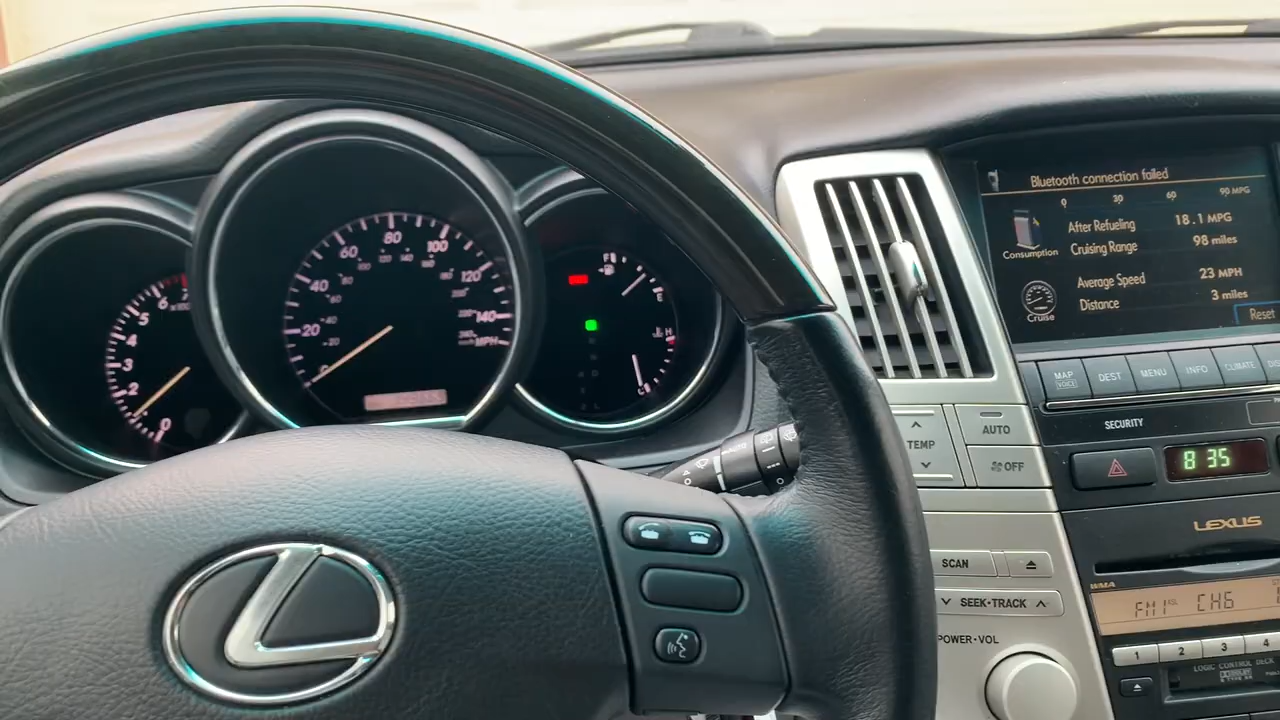 Bluetooth connection failed
0 30 60 90 MPG
After Refueling 18.1 MPG
Cruising Range 98 miles
Consumption
Average Speed 23 MPH
Distance 3 miles
Cruise
Reset
MAP VOICE
DEST
MENU
INFO
CLIMATE
0 20 40 60 80 100 120 140
MPH
0 2 3 4 5 6 7
F
E
H
C
D
L
TEMP
AUTO
OFF
SECURITY
8 35
LEXUS
SCAN
SEEK•TRACK
POWER•VOL
WMA
FM1 CH6
1 2 3 4
LOGIC CONTROL DECK